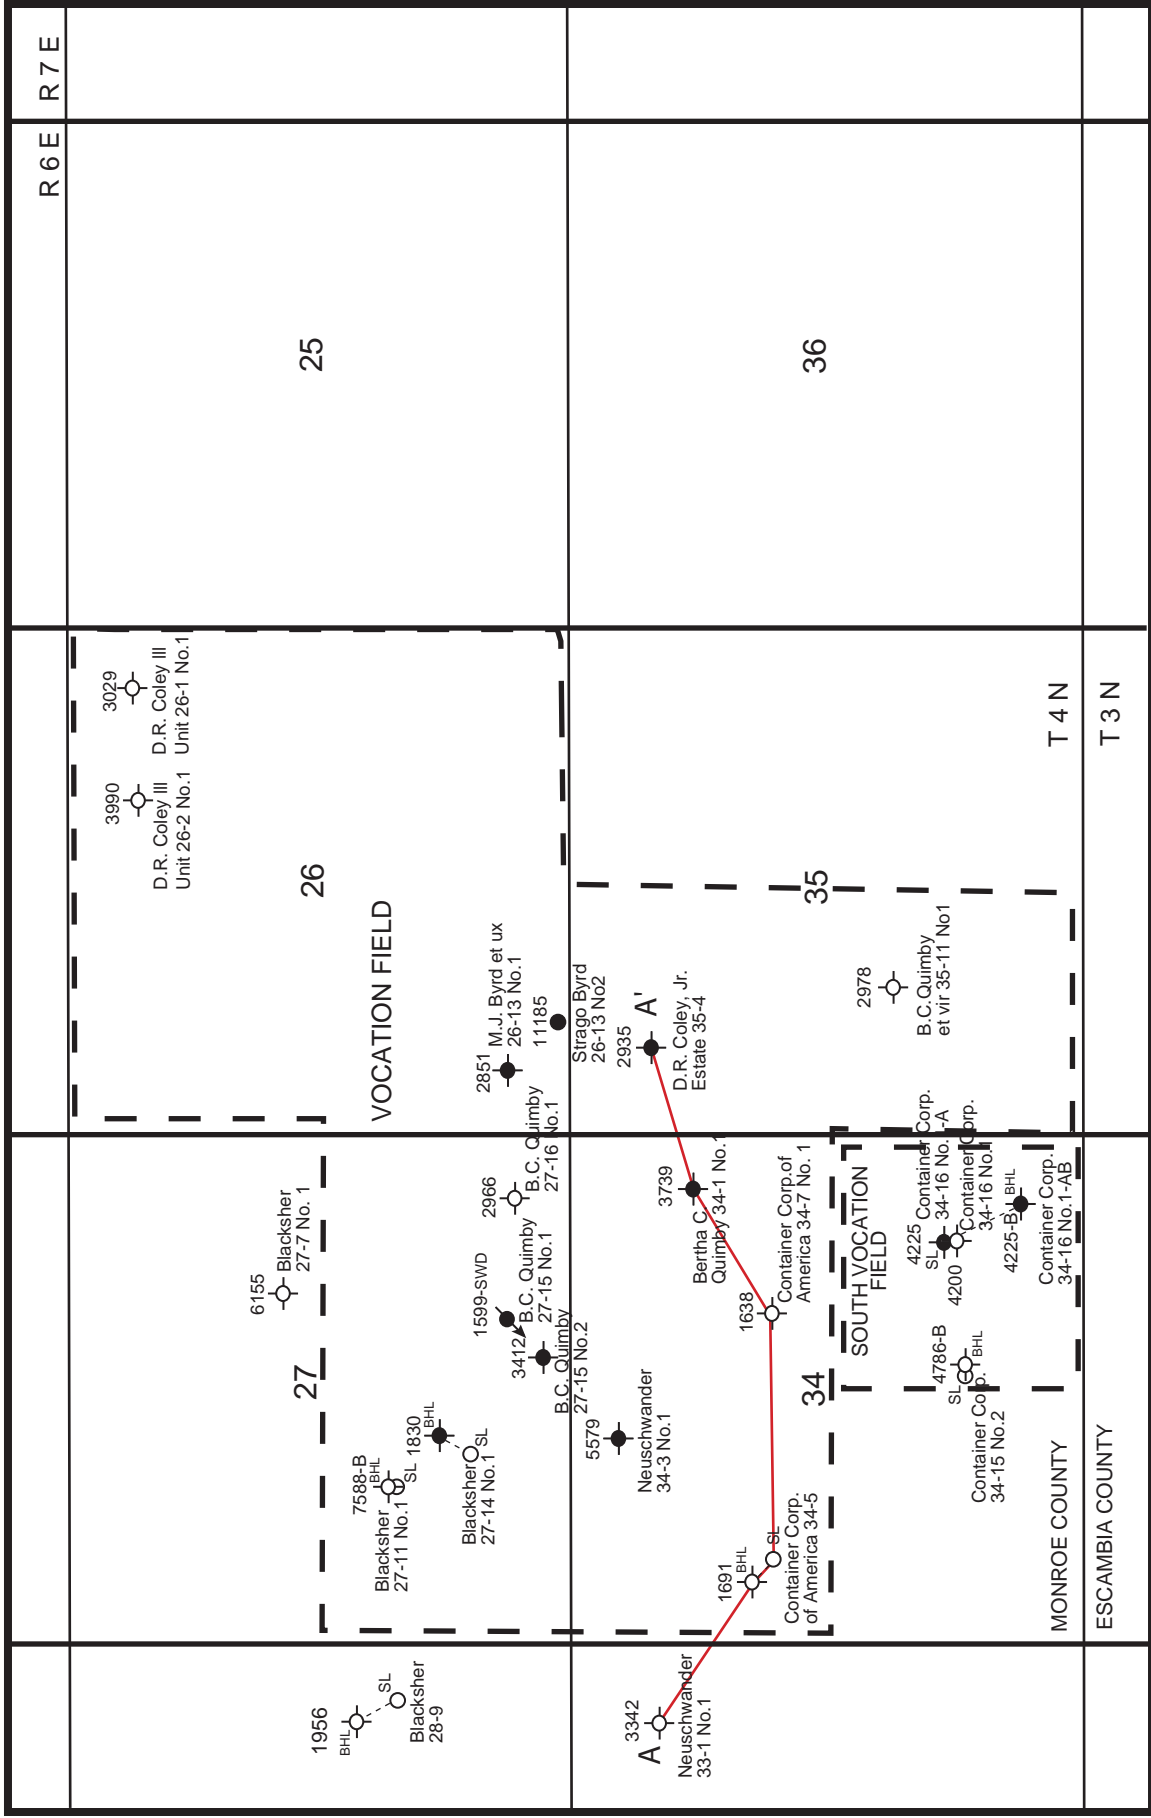 R 6 E
R 7 E
1956
BHL
SL
Blacksher
28-9
27
6155
Blacksher
27-7 No. 1
7588-B
BHL
SL
Blacksher
27-11 No.1
1830
BHL
SL
Blacksher
27-14 No.1
1599-SWD
B.C. Quimby
27-15 No.1
3412
B.C. Quimby
27-15 No.2
2966
B.C. Quimby
27-16 No.1
3990
D.R. Coley III
Unit 26-2 No.1
3029
D.R. Coley III
Unit 26-1 No.1
26
VOCATION FIELD
2851
M.J. Byrd et ux
26-13 No.1
11185
Strago Byrd
26-13 No2
25
A
3342
Neuschwander
33-1 No.1
5579
Neuschwander
34-3 No.1
1691
BHL
SL
Container Corp.
of America 34-5
1638
Container Corp.of
America 34-7 No. 1
3739
Bertha C.
Quimby 34-1 No.1
2935
A'
D.R. Coley, Jr.
Estate 35-4
34
SOUTH VOCATION
FIELD
4225
SL
Container Corp.
34-16 No.1-A
4200
Container Corp.
34-16 No.1
4225-B
BHL
Container Corp.
34-16 No.1-AB
4786-B
BHL
SL
Container Corp.
34-15 No.2
35
2978
B.C.Quimby
et vir 35-11 No1
36
MONROE COUNTY
ESCAMBIA COUNTY
T 4 N
T 3 N